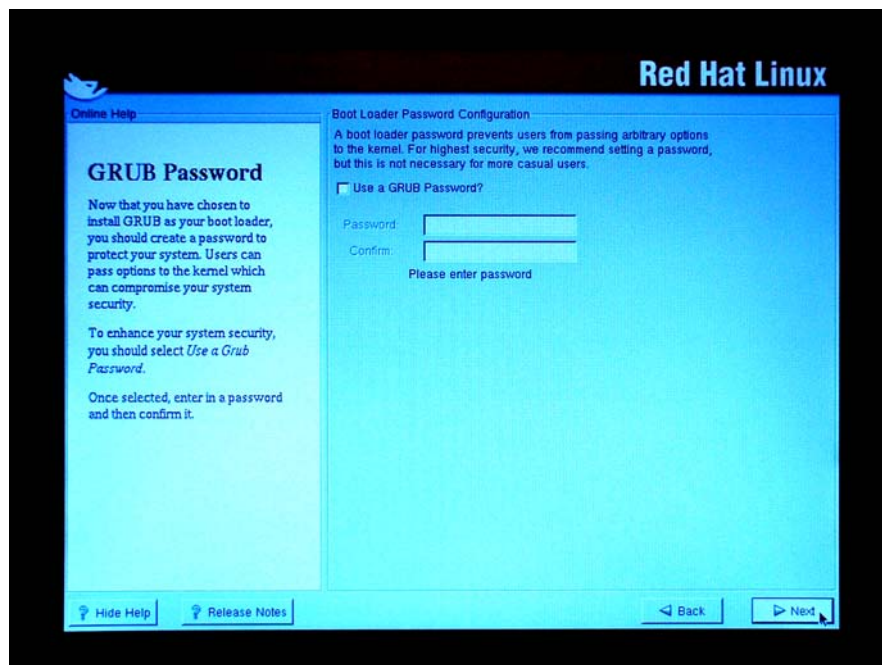 Red Hat Linux
Online Help
GRUB Password
Now that you have chosen to
install GRUB as your boot loader,
you should create a password to
protect your system. Users can
pass options to the kernel which
can compromise your system
security.
To enhance your system security,
you should select Use a Grub
Password.
Once selected, enter in a password
and then confirm it.
Boot Loader Password Configuration
A boot loader password prevents users from passing arbitrary options
to the kernel. For highest security, we recommend setting a password,
but this is not necessary for more casual users.
Use a GRUB Password?
Password:
Confirm:
Please enter password
Hide Help
Release Notes
Back
Next